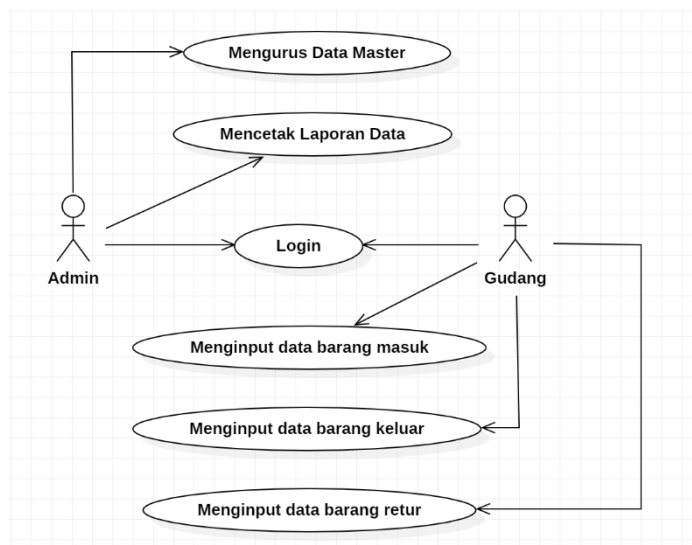 Mengurus Data Master
Mencetak Laporan Data
Login
Admin
Gudang
Menginput data barang masuk
Menginput data barang keluar
Menginput data barang retur